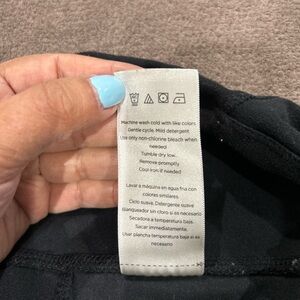 Machine wash cold with like colors
Gentle cycle. Mild detergent
Use only non-chlorine bleach when
needed
Tumble dry low.
Remove promptly
Cool iron if needed
Lavar a máquina en agua fría con
colores similares
Ciclo suave. Detergente suave
Blanqueador sin cloro si es necesario
Secadora a temperatura baja.
Sacar immediatamente.
Usar plancha temperatura baja si es
necesario